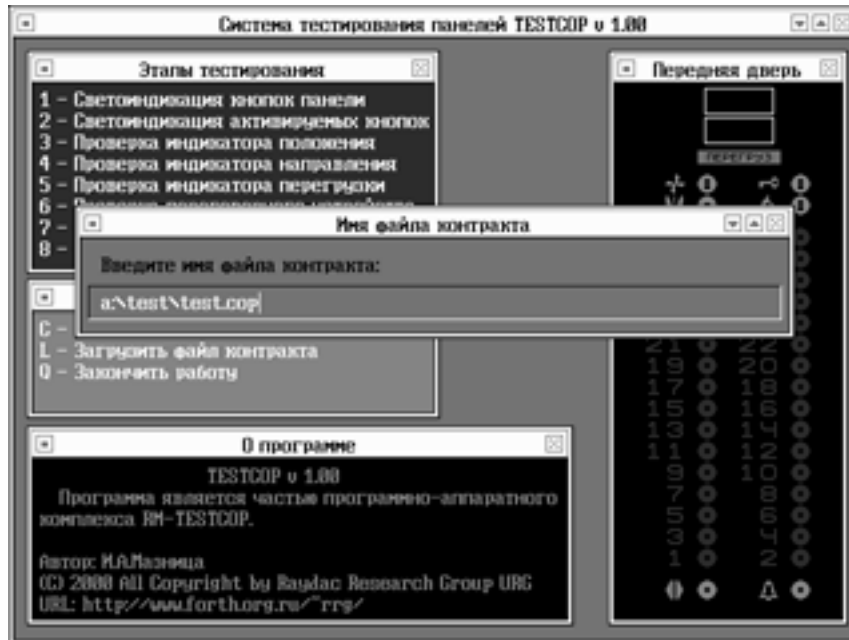 Система тестирования панелей TESTCOP v 1.00
Этапы тестирования
1 - Светоиндикация кнопок панели
2 - Светоиндикация активируемых кнопок
3 - Проверка индикатора положения
4 - Проверка индикатора направления
5 - Проверка индикатора перегрузки
6 -
7 -
8 -
Имя файла контракта
Введите имя файла контракта:
a:\test\test.cop
C -
L - Загрузить файл контракта
Q - Закончить работу
О программе
TESTCOP v 1.00
Программа является частью программно-аппаратного
комплекса RM-TESTCOP.
Автор: И.А.Мазница
(C) 2000 All Copyright by Raydac Research Group URG
URL: http://www.forth.org.ru/~rrg/
Передняя дверь
21 22
19 20
17 18
15 16
13 14
11 12
9 10
7 8
5 6
3 4
1 2